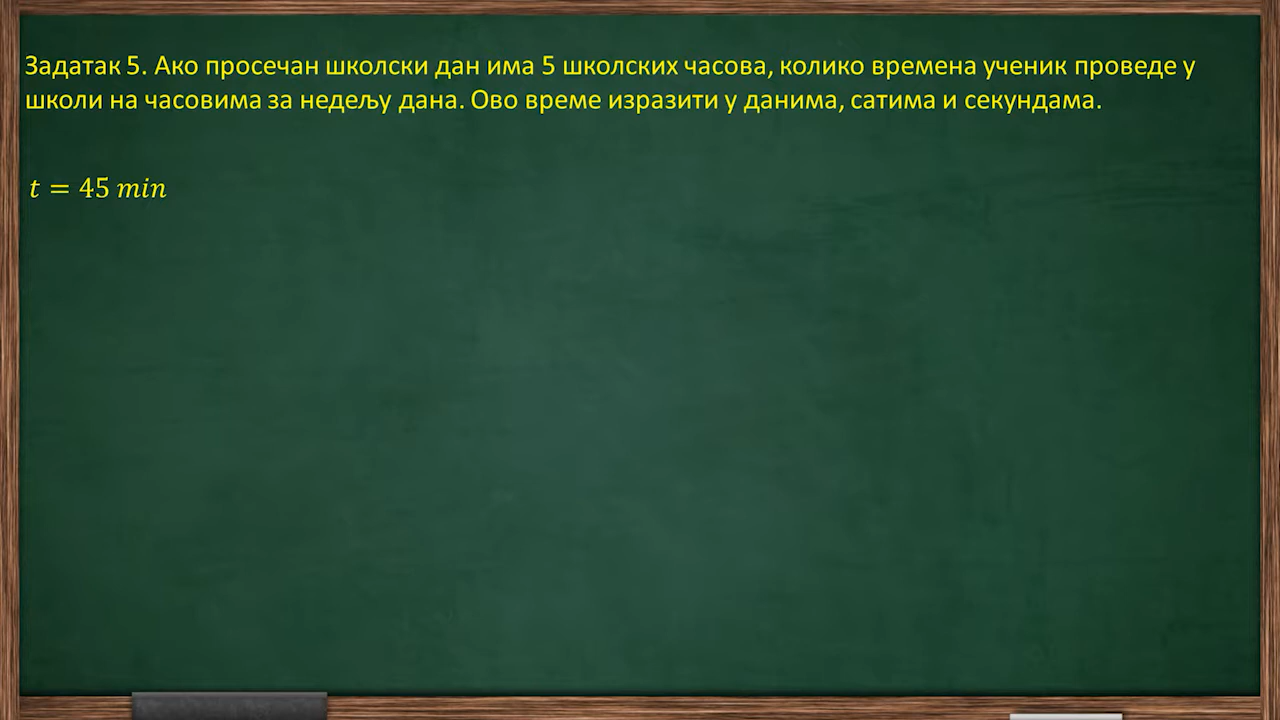 Задатак 5. Ако просечан школски дан има 5 школских часова, колико времена ученик проведе у
школи на часовима за недељу дана. Ово време изразити у данима, сатима и секундама.
t = 45 min